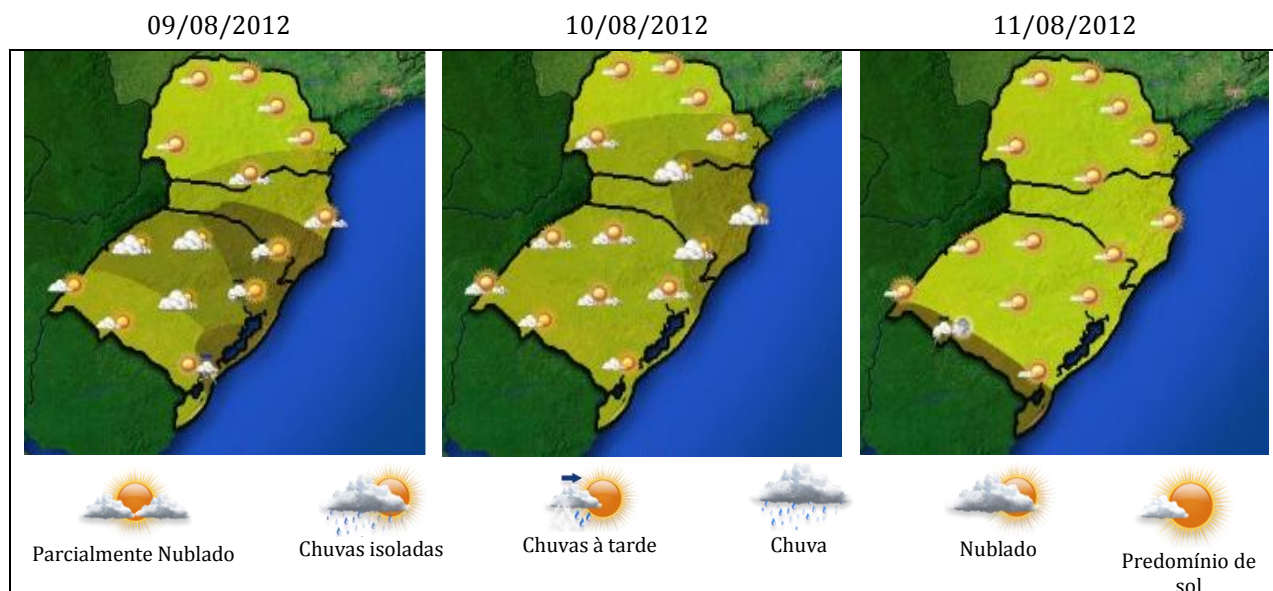 09/08/2012 10/08/2012 11/08/2012
Parcialmente Nublado Chuvas isoladas Chuvas à tarde Chuva Nublado Predomínio de
sol